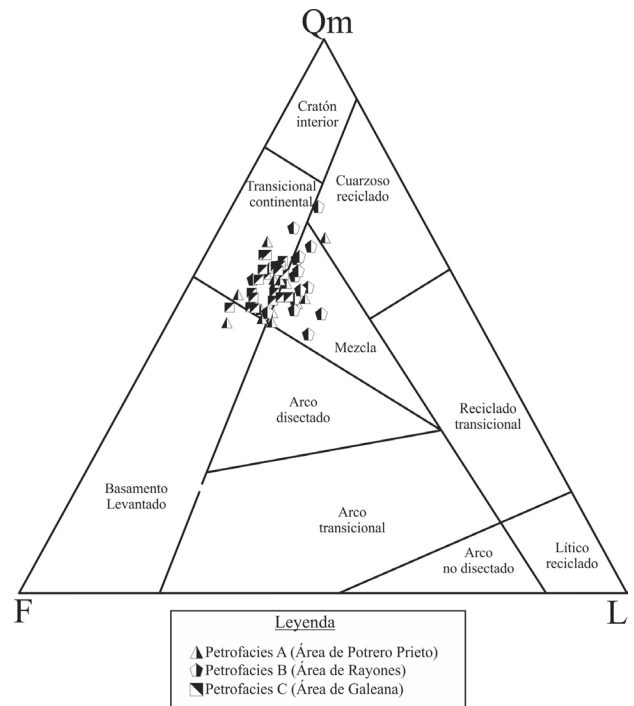 Qm
Cratón
interior
Transicional
continental
Cuarzoso
reciclado
Mezcla
Arco
disectado
Reciclado
transicional
Basamento
Levantado
Arco
transicional
Arco
no disectado
Lítico
reciclado
F
L
Leyenda
Petrofacies A (Área de Potrero Prieto)
Petrofacies B (Área de Rayones)
Petrofacies C (Área de Galeana)